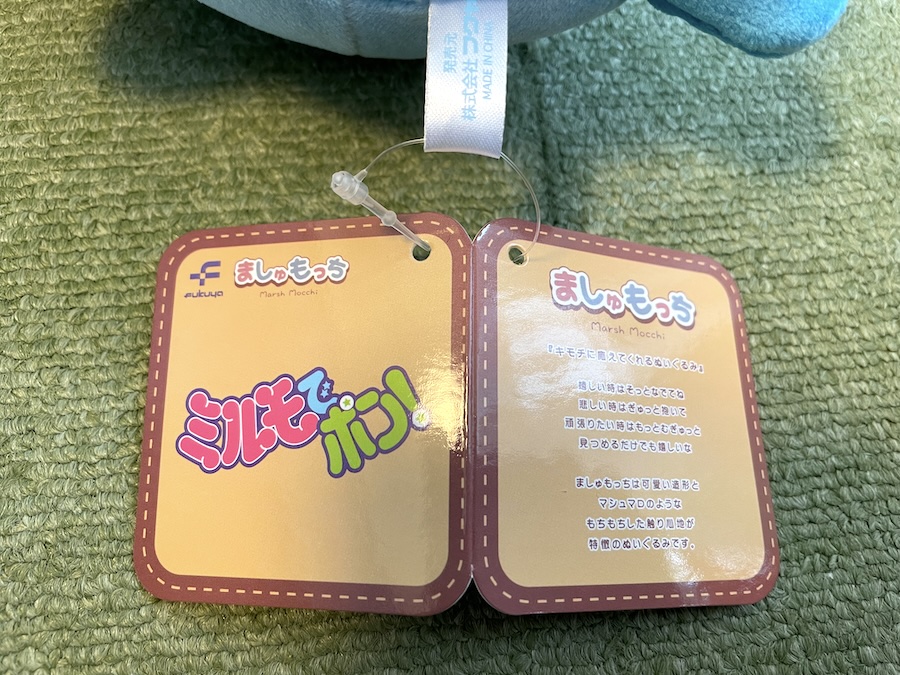 発売元
株式会社
MADE IN CHINA
Fukuya
ましゅもっち
Marsh Mocchi
ミルモでポン!
ましゅもっち
Marsh Mocchi
『キモチに応えてくれるぬいぐるみ』
嬉しい時はそっとなでてね
悲しい時はぎゅっと抱いて
頑張りたい時はもっとむぎゅっと
見つめるだけでも嬉しいな
ましゅもっちは可愛い造形と
マシュマロのような
もちもちした触り心地が
特徴のぬいぐるみです。